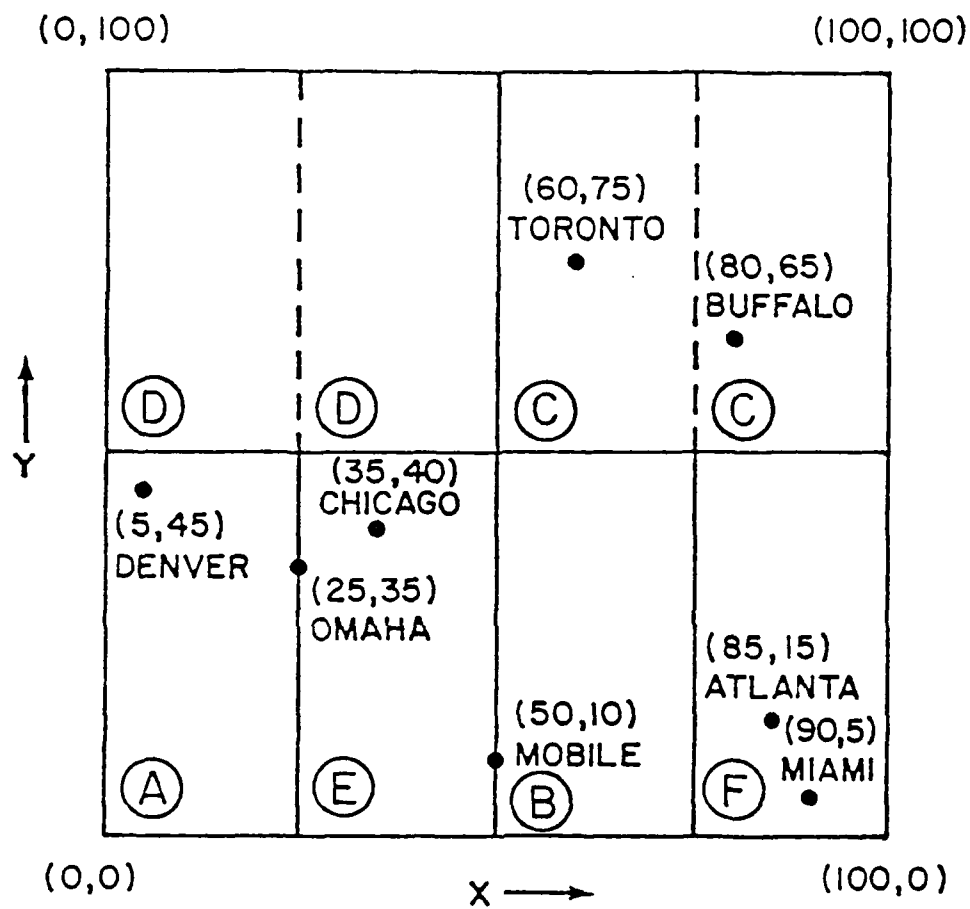 (0,100)
(100,100)
(60,75)
TORONTO
(80,65)
BUFFALO
D
D
C
C
Y
(35,40)
CHICAGO
(5,45)
DENVER
(25,35)
OMAHA
(85,15)
ATLANTA
(50,10)
MOBILE
(90,5)
MIAMI
A
E
B
F
(0,0)
X
(100,0)